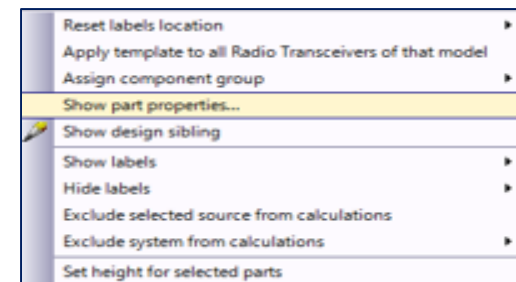 Reset labels location
Apply template to all Radio Transceivers of that model
Assign component group
Show part properties...
Show design sibling
Show labels
Hide labels
Exclude selected source from calculations
Exclude system from calculations
Set height for selected parts